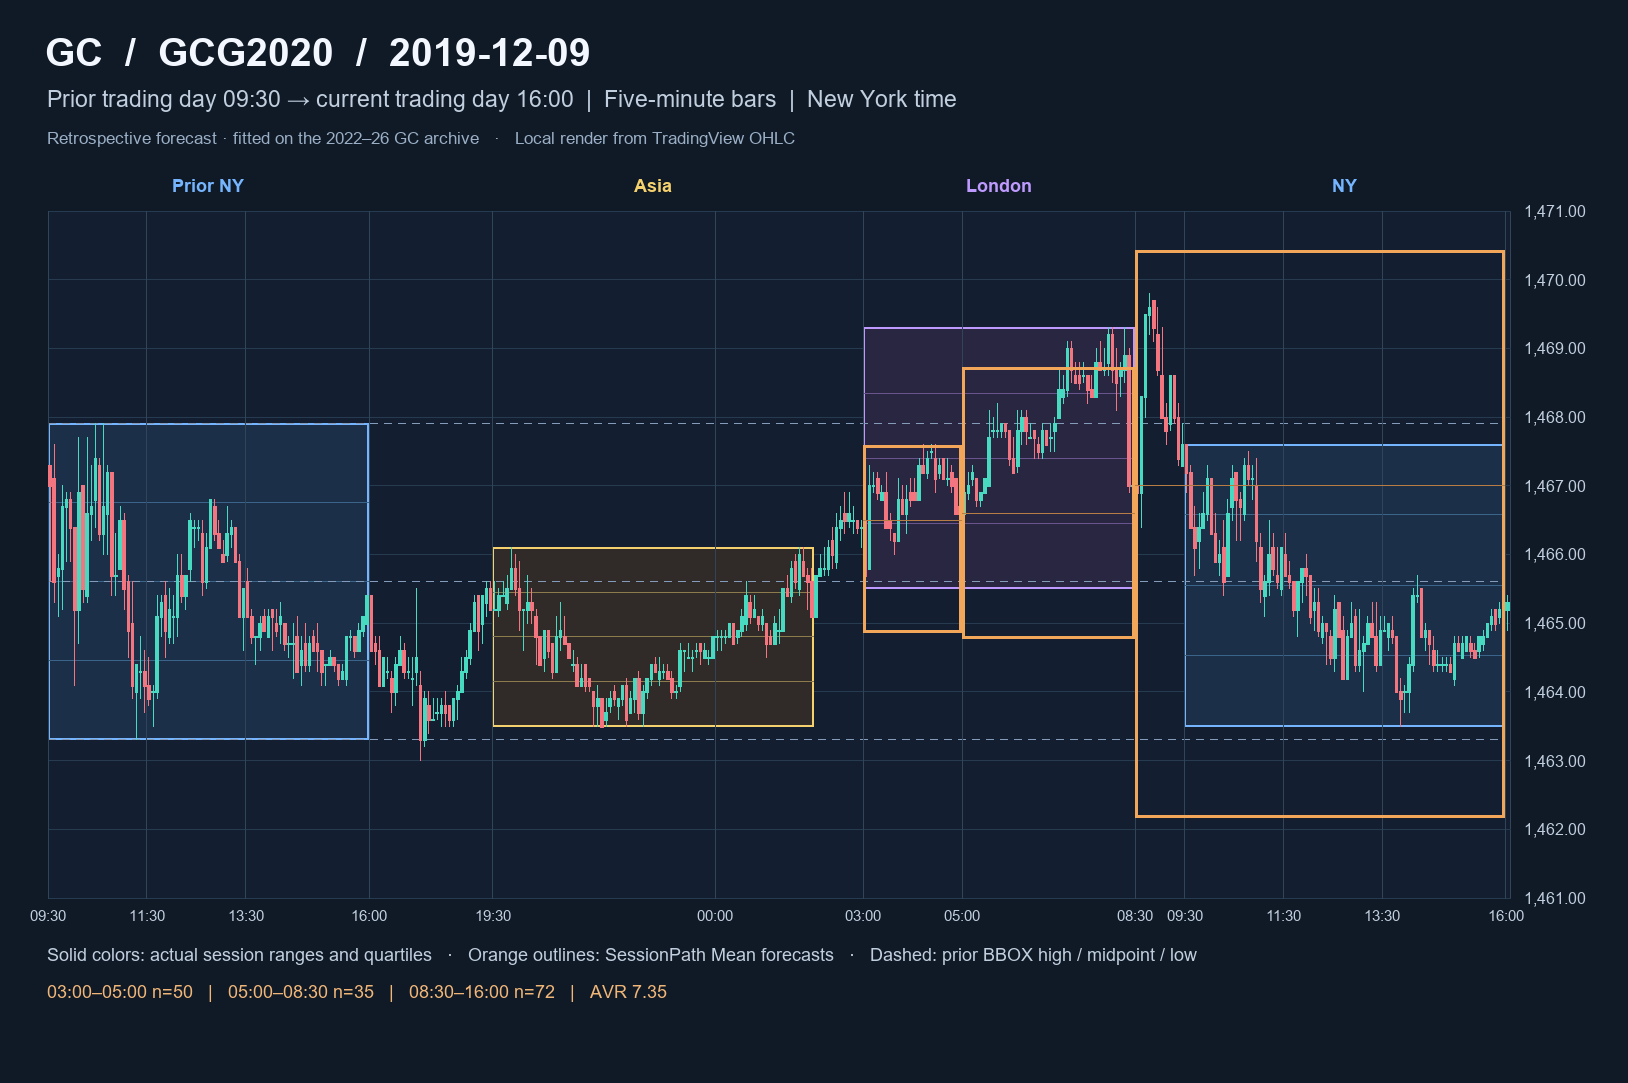 GC / GCG2020 / 2019-12-09
Prior trading day 09:30 → current trading day 16:00 | Five-minute bars | New York time
Retrospective forecast · fitted on the 2022–26 GC archive · Local render from TradingView OHLC
Prior NY Asia London NY
1,471.00
1,470.00
1,469.00
1,468.00
1,467.00
1,466.00
1,465.00
1,464.00
1,463.00
1,462.00
1,461.00
09:30 11:30 13:30 16:00 19:30 00:00 03:00 05:00 08:30 09:30 11:30 13:30 16:00
Solid colors: actual session ranges and quartiles · Orange outlines: SessionPath Mean forecasts · Dashed: prior BBOX high / midpoint / low
03:00–05:00 n=50 | 05:00–08:30 n=35 | 08:30–16:00 n=72 | AVR 7.35